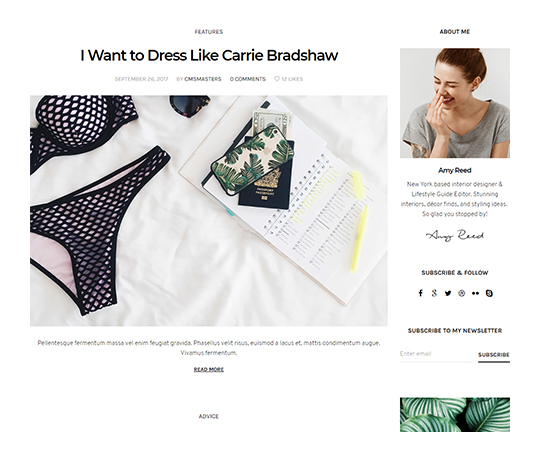 FEATURES
I Want to Dress Like Carrie Bradshaw
SEPTEMBER 26, 2017 BY CMSMASTERS 0 COMMENTS 12 LIKES
PASSPORT
PASSEPORT
Pellentesque fermentum massa vel enim feugiat gravida. Phasellus velit risus, euismod a lacus et, mattis condimentum augue.
Vivamus fermentum.
READ MORE
ADVICE
ABOUT ME
Amy Reed
New York based interior designer &
Lifestyle Guide Editor. Stunning
interiors, décor finds, and styling ideas.
So glad you stopped by!
Amy Reed
SUBSCRIBE & FOLLOW
SUBSCRIBE TO MY NEWSLETTER
Enter email SUBSCRIBE